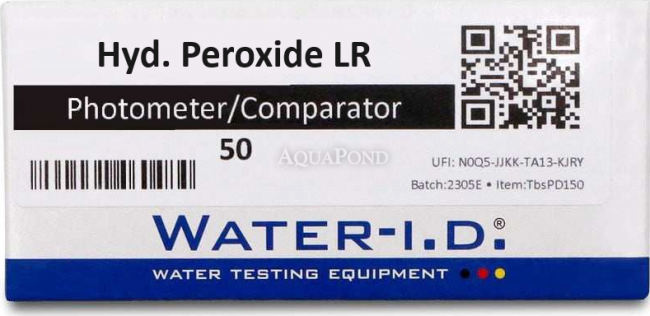 Hyd. Peroxide LR
Photometer/Comparator
50
AQUAPOND
UFI: N0Q5-JJKK-TA13-KJRY
Batch:2305E • Item:TbsPD150
WATER-I.D.®
WATER TESTING EQUIPMENT